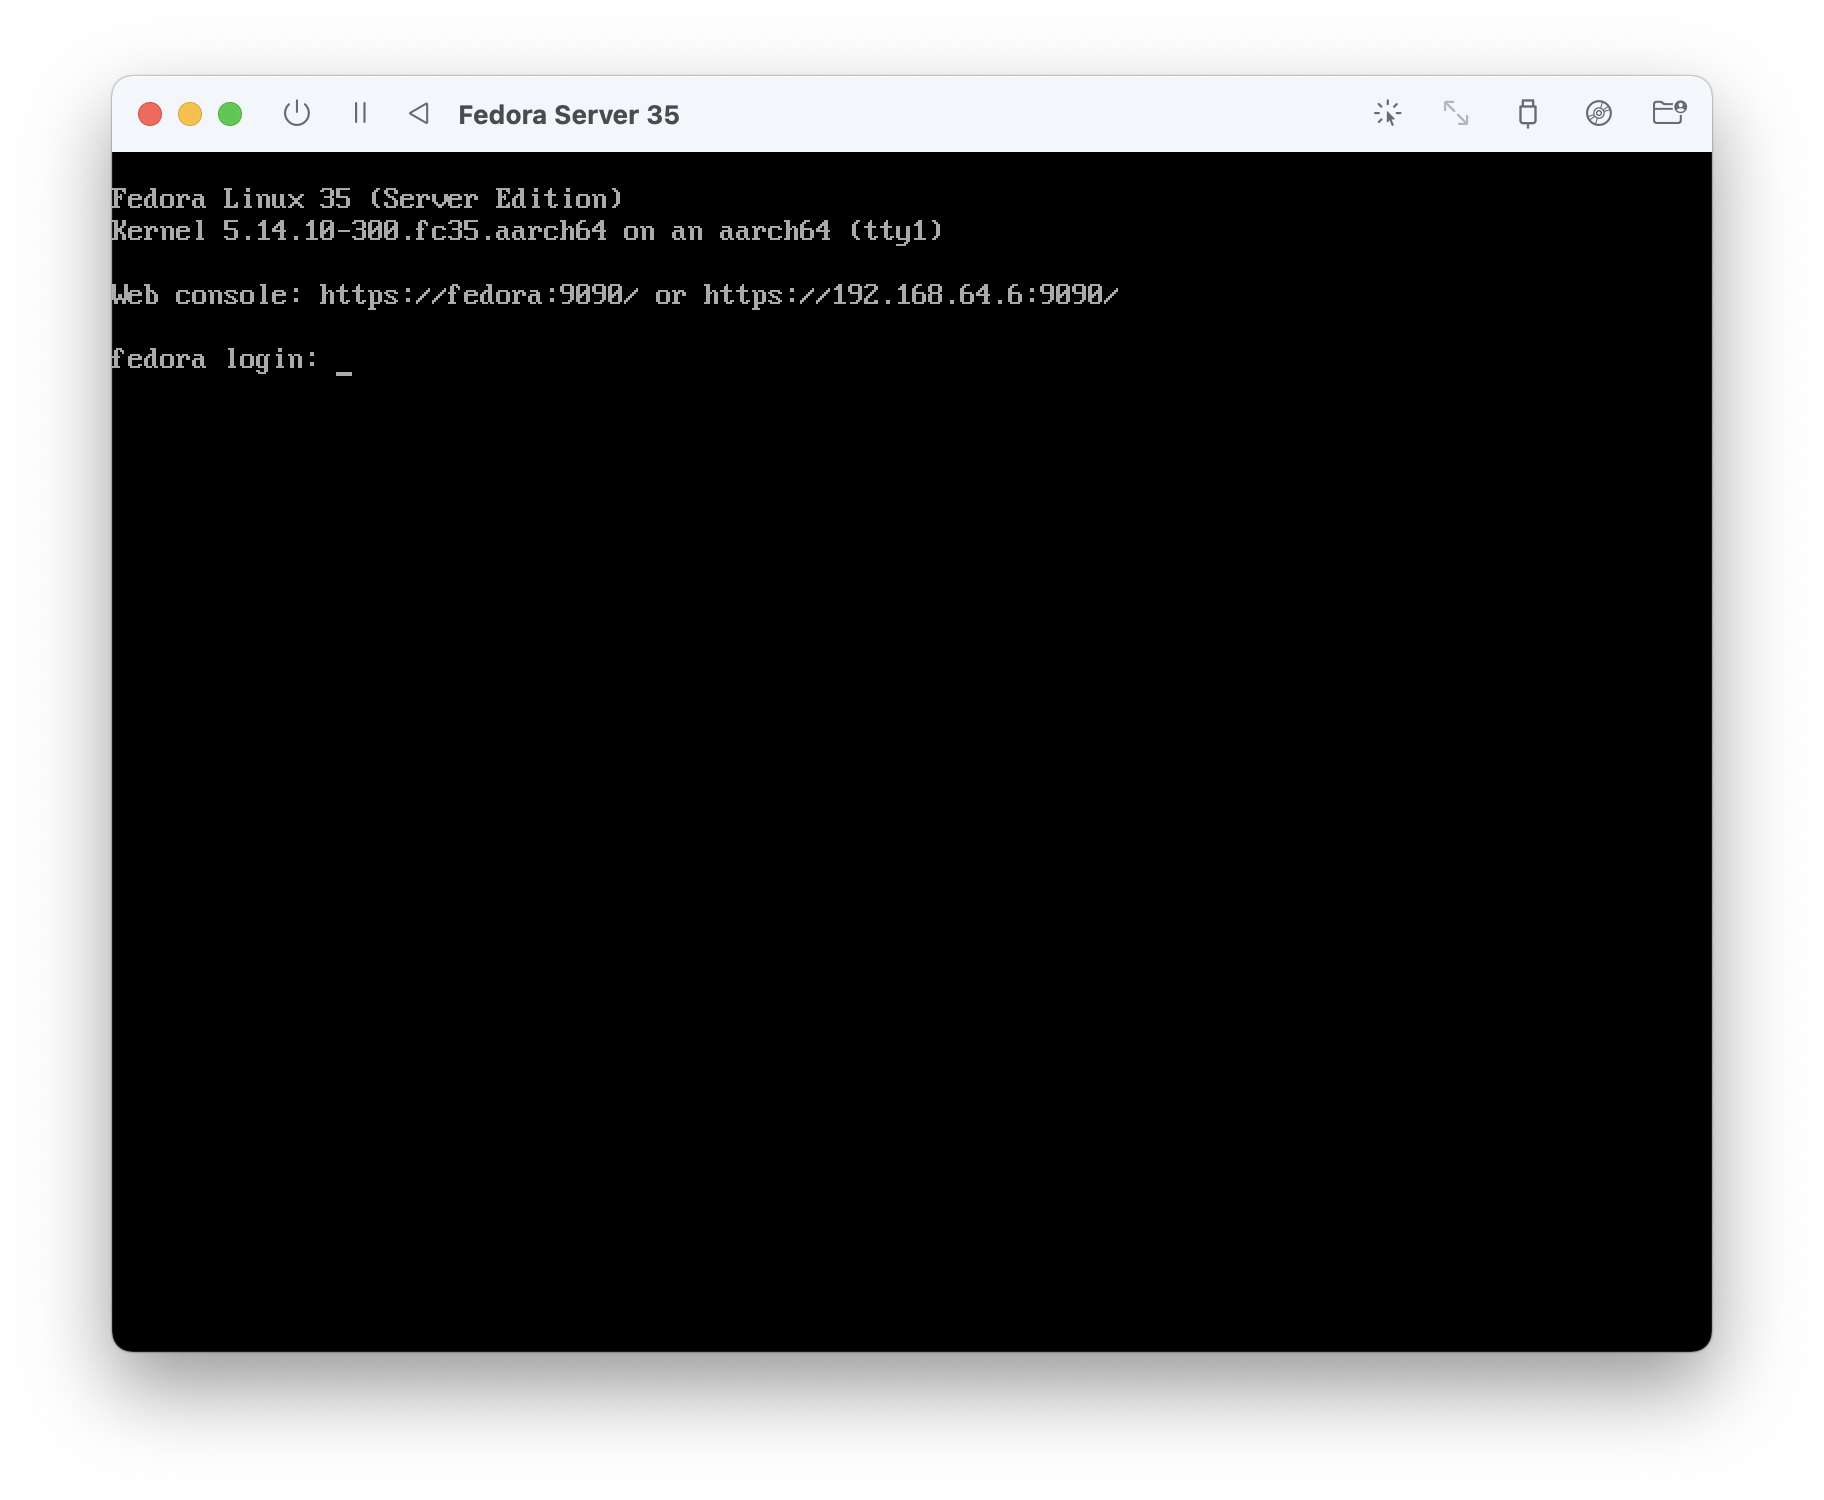 Fedora Server 35
Fedora Linux 35 (Server Edition)
Kernel 5.14.10-300.fc35.aarch64 on an aarch64 (tty1)
Web console: https://fedora:9090/ or https://192.168.64.6:9090/
fedora login: _